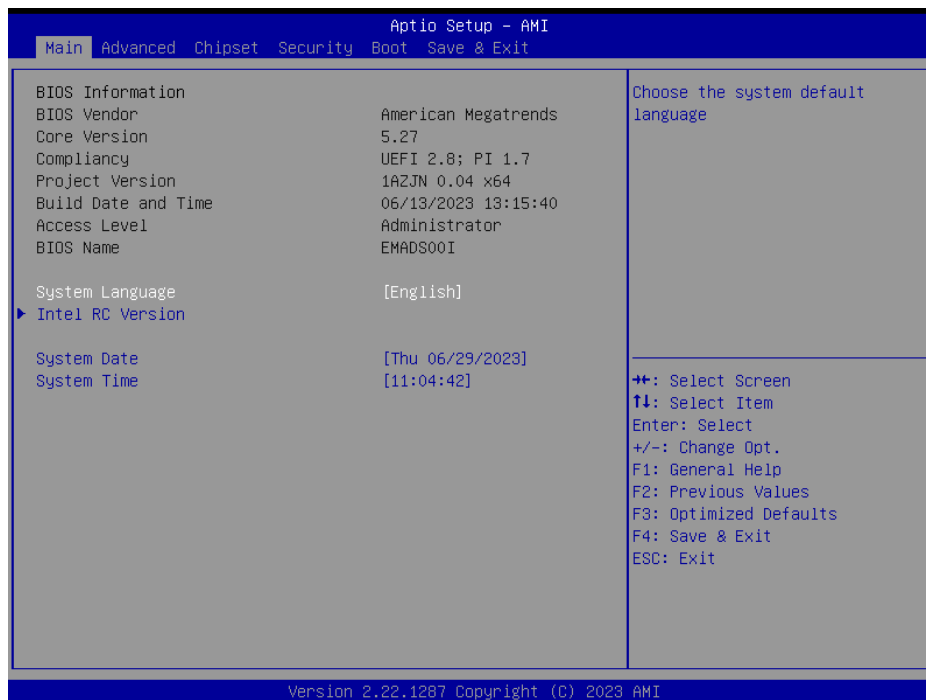 Aptio Setup – AMI
Main Advanced Chipset Security Boot Save & Exit
BIOS Information
BIOS Vendor American Megatrends
Core Version 5.27
Compliancy UEFI 2.8; PI 1.7
Project Version 1AZJN 0.04 x64
Build Date and Time 06/13/2023 13:15:40
Access Level Administrator
BIOS Name EMADS00I
System Language [English]
Intel RC Version
System Date [Thu 06/29/2023]
System Time [11:04:42]
Choose the system default
language
→←: Select Screen
↑↓: Select Item
Enter: Select
+/-: Change Opt.
F1: General Help
F2: Previous Values
F3: Optimized Defaults
F4: Save & Exit
ESC: Exit
Version 2.22.1287 Copyright (C) 2023 AMI